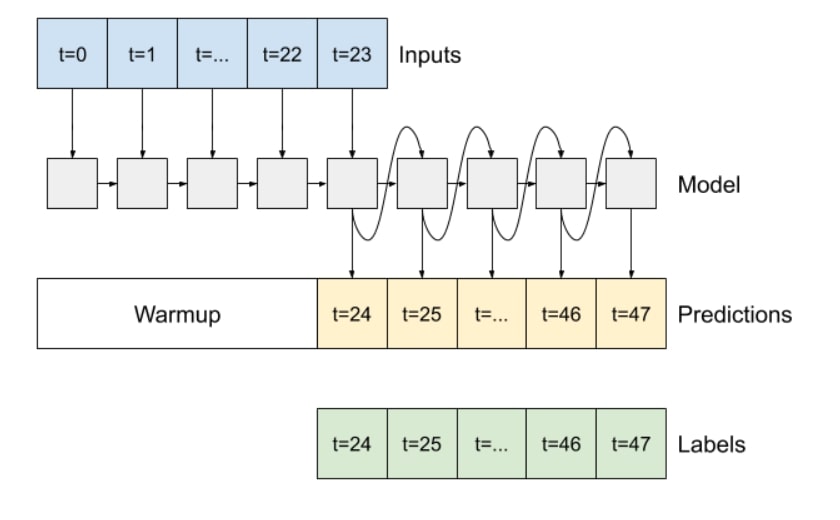 t=0 t=1 t=... t=22 t=23 Inputs
Model
Warmup t=24 t=25 t=... t=46 t=47 Predictions
t=24 t=25 t=... t=46 t=47 Labels